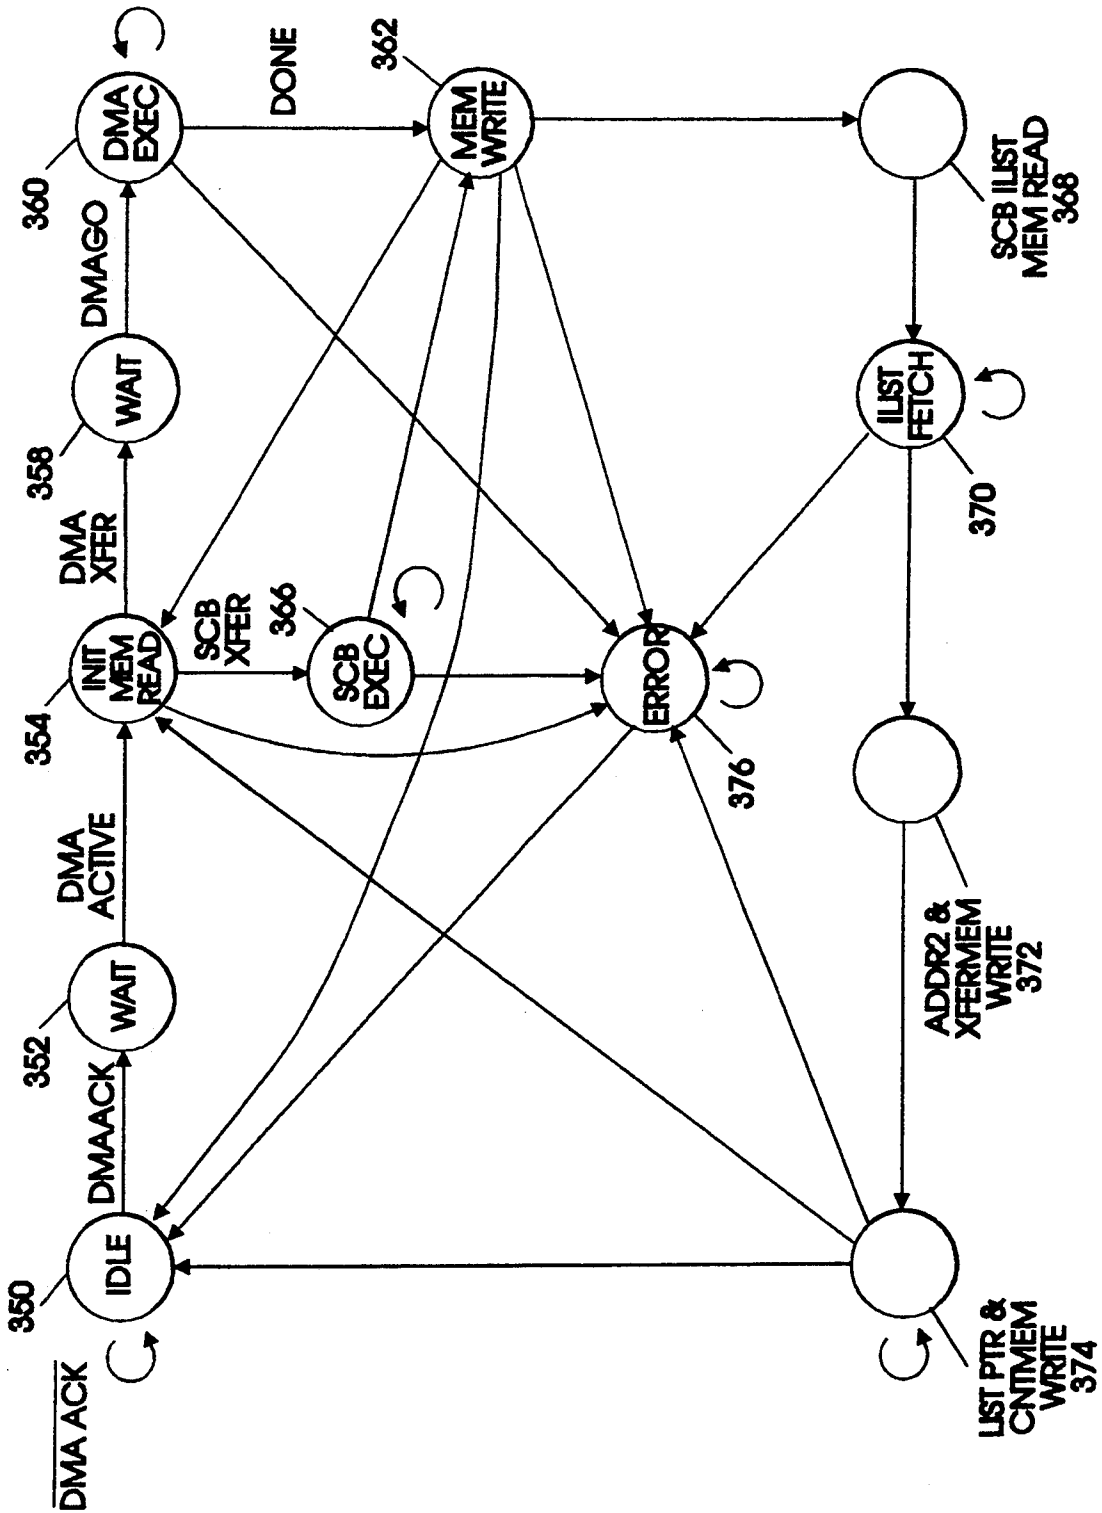 DMA ACK
350
IDLE
DMAACK
352
WAIT
DMA
ACTIVE
354
INIT
MEM
READ
DMA
XFER
358
WAIT
DMAGO
360
DMA
EXEC
DONE
362
MEM
WRITE
SCB
XFER
366
SCB
EXEC
ERROR
376
SCB ILIST
MEM READ
368
ILIST
FETCH
370
ADDR2 &
XFERMEM
WRITE
372
LIST PTR &
CNTMEM
WRITE
374